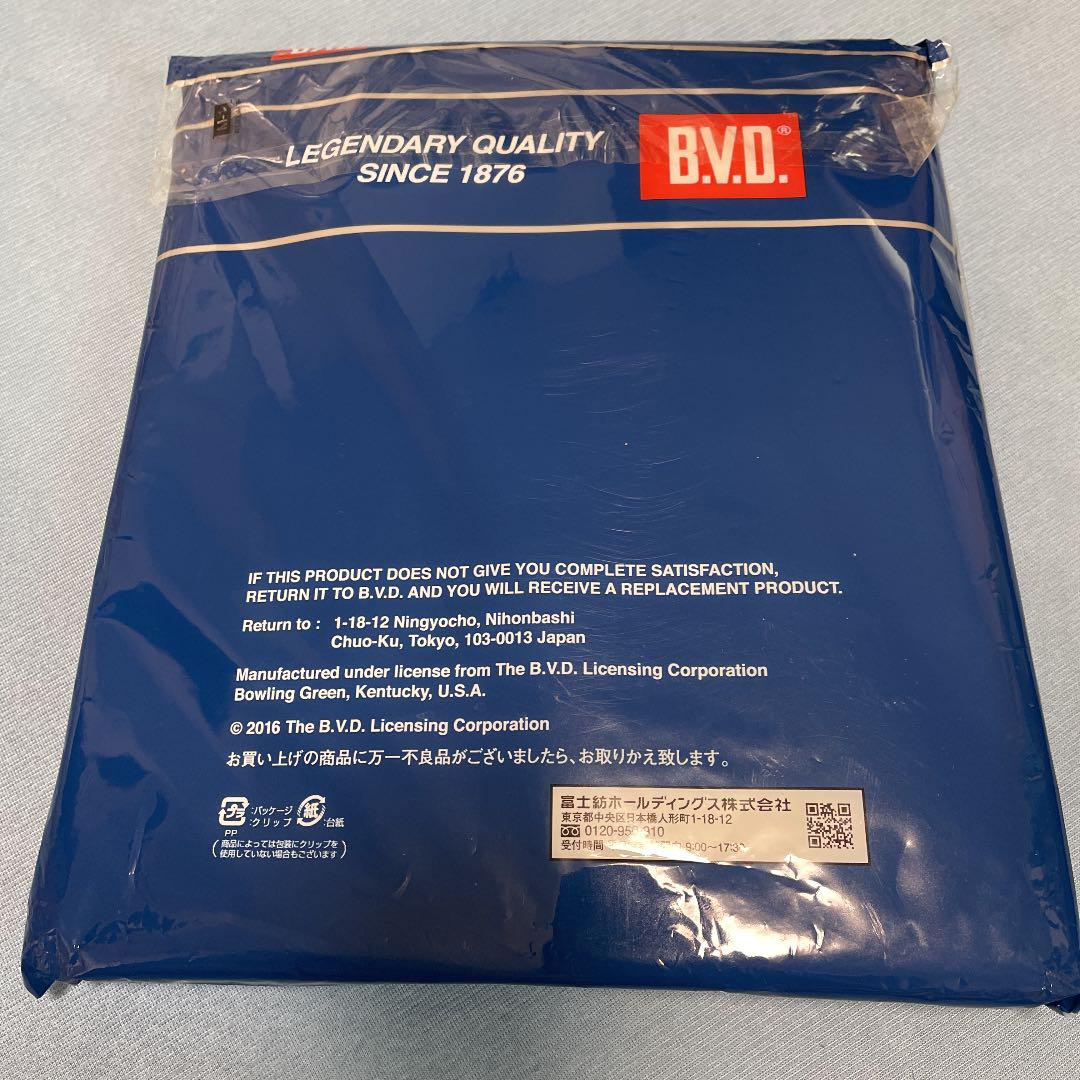 LEGENDARY QUALITY
SINCE 1876
B.V.D.®
IF THIS PRODUCT DOES NOT GIVE YOU COMPLETE SATISFACTION,
RETURN IT TO B.V.D. AND YOU WILL RECEIVE A REPLACEMENT PRODUCT.
Return to : 1-18-12 Ningyocho, Nihonbashi
Chuo-Ku, Tokyo, 103-0013 Japan
Manufactured under license from The B.V.D. Licensing Corporation
Bowling Green, Kentucky, U.S.A.
© 2016 The B.V.D. Licensing Corporation
お買い上げの商品に万一不良品がございましたら、お取りかえ致します。
プラ :パッケージ 紙 :台紙
:クリップ
PP
(商品によっては包装にクリップを
使用していない場合もございます)
富士紡ホールディングス株式会社
東京都中央区日本橋人形町1-18-12
受付時間 9:00～17:30